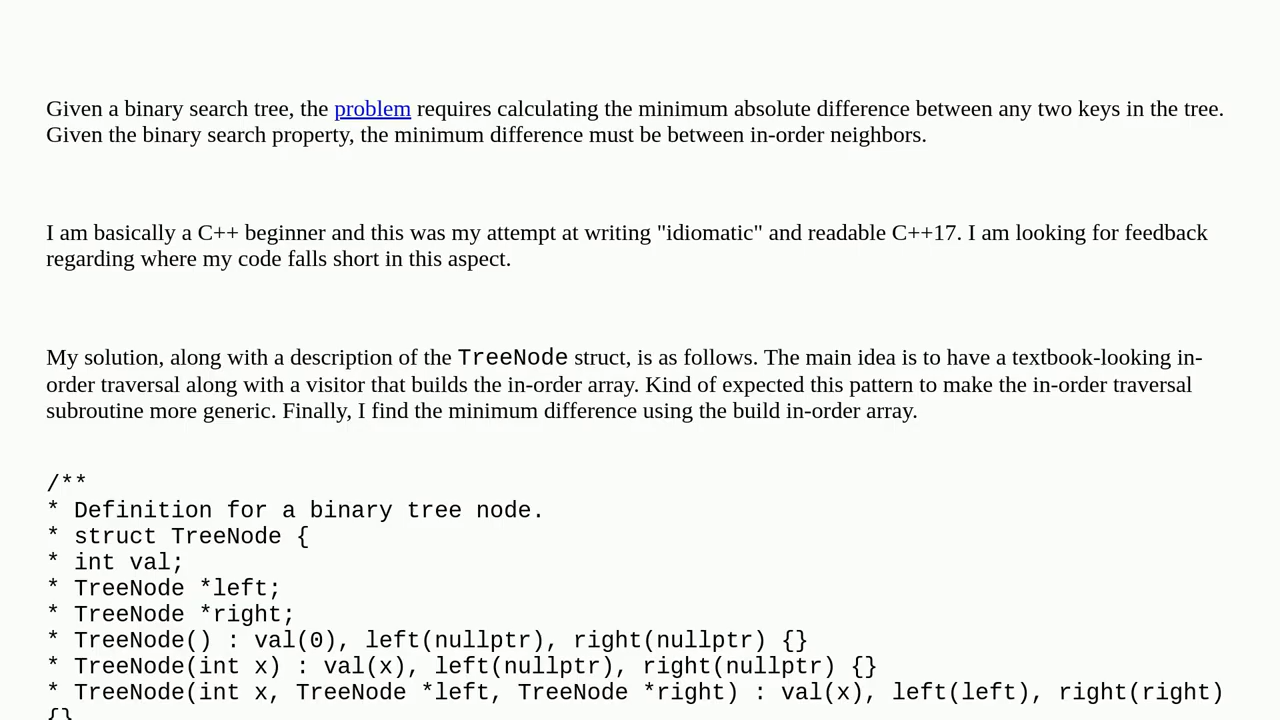 Given a binary search tree, the problem requires calculating the minimum absolute difference between any two keys in the tree.
Given the binary search property, the minimum difference must be between in-order neighbors.
I am basically a C++ beginner and this was my attempt at writing "idiomatic" and readable C++17. I am looking for feedback
regarding where my code falls short in this aspect.
My solution, along with a description of the TreeNode struct, is as follows. The main idea is to have a textbook-looking in-
order traversal along with a visitor that builds the in-order array. Kind of expected this pattern to make the in-order traversal
subroutine more generic. Finally, I find the minimum difference using the build in-order array.
/**
* Definition for a binary tree node.
* struct TreeNode {
* int val;
* TreeNode *left;
* TreeNode *right;
* TreeNode() : val(0), left(nullptr), right(nullptr) {}
* TreeNode(int x) : val(x), left(nullptr), right(nullptr) {}
* TreeNode(int x, TreeNode *left, TreeNode *right) : val(x), left(left), right(right)
{}